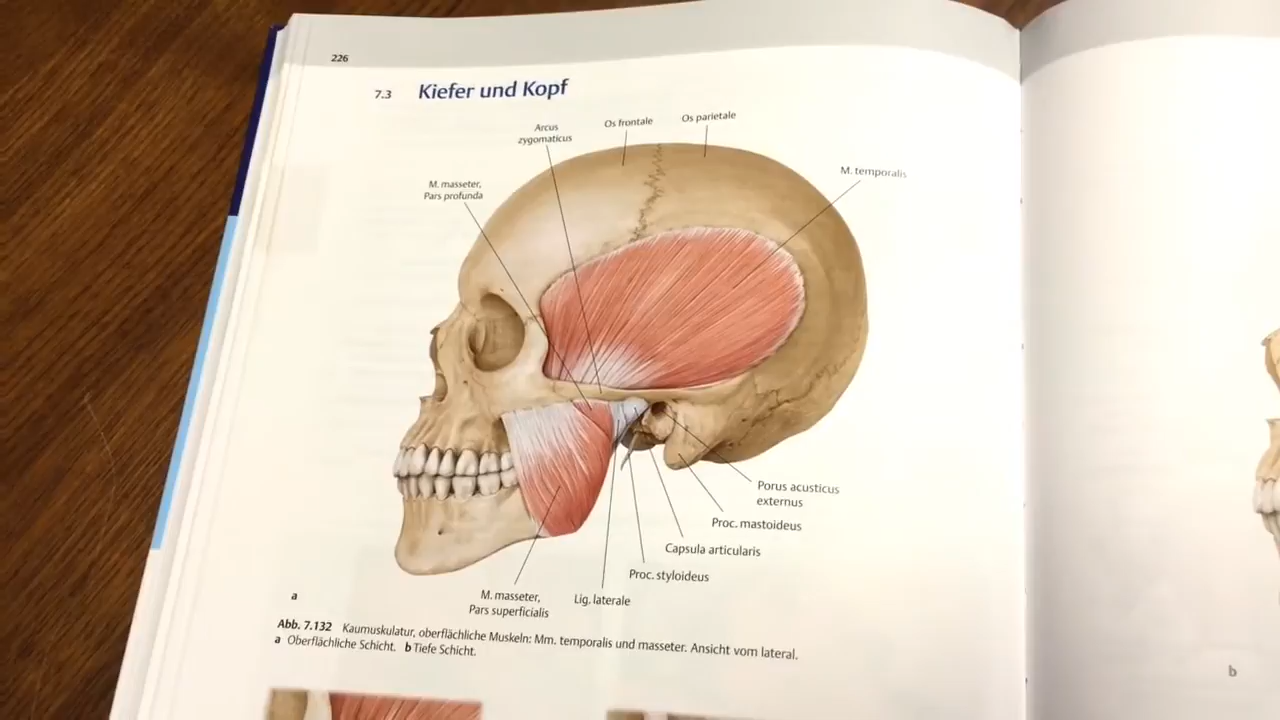 226
7.3 Kiefer und Kopf
Arcus
zygomaticus
Os frontale
Os parietale
M. masseter,
Pars profunda
M. temporalis
Porus acusticus
externus
Proc. mastoideus
Capsula articularis
Proc. styloideus
Lig. laterale
M. masseter,
Pars superficialis
a
Abb. 7.132 Kaumuskulatur, oberflächliche Muskeln: Mm. temporalis und masseter. Ansicht vom lateral.
a Oberflächliche Schicht. b Tiefe Schicht.
b